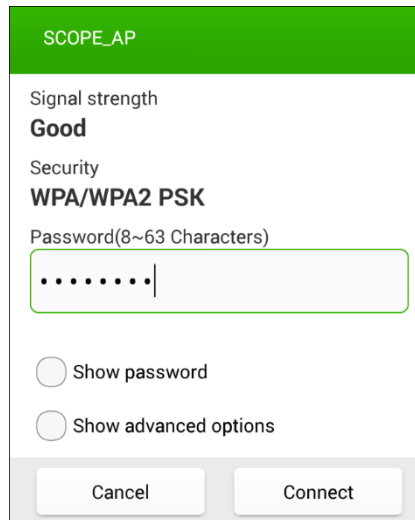 SCOPE_AP
Signal strength
Good
Security
WPA/WPA2 PSK
Password(8~63 Characters)
••••••••
Show password
Show advanced options
Cancel
Connect